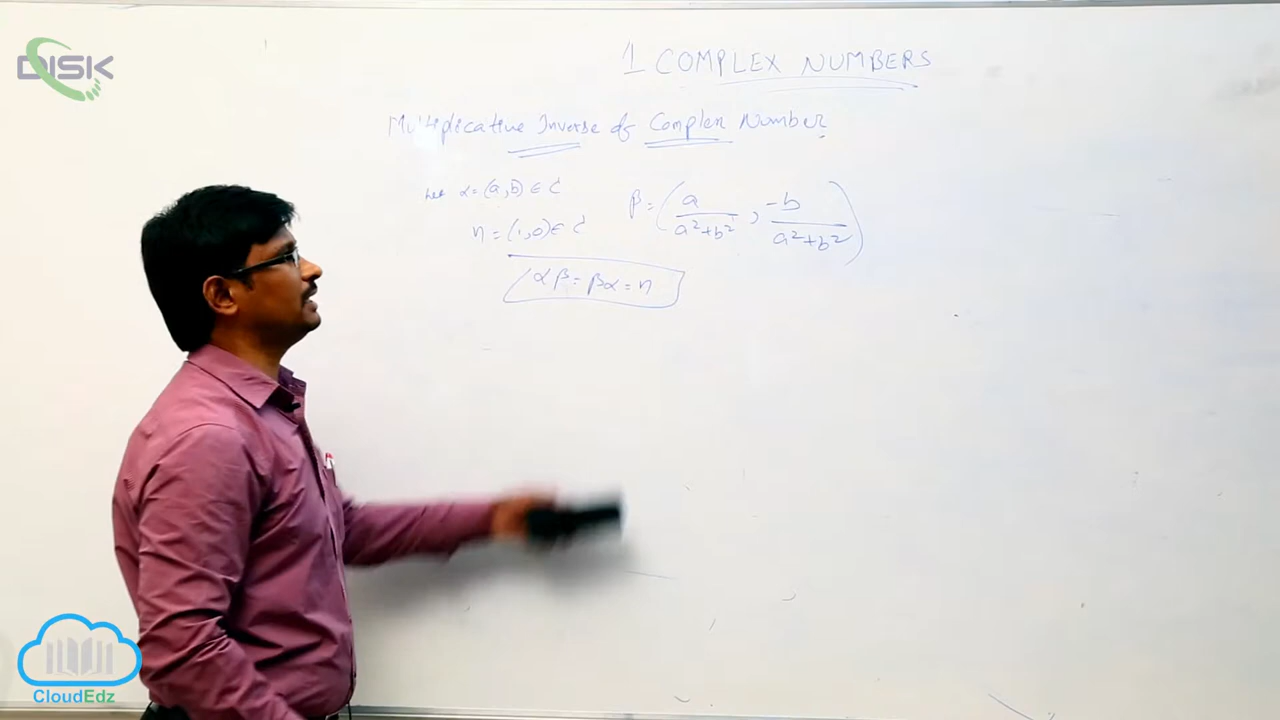 DISK
1 COMPLEX NUMBERS
Multiplicative Inverse of Complex Number
Let α = (a, b) ∈ C
β = (a/(a²+b²), -b/(a²+b²))
η = (1,0) ∈ C
αβ = βα = η
CloudEdz